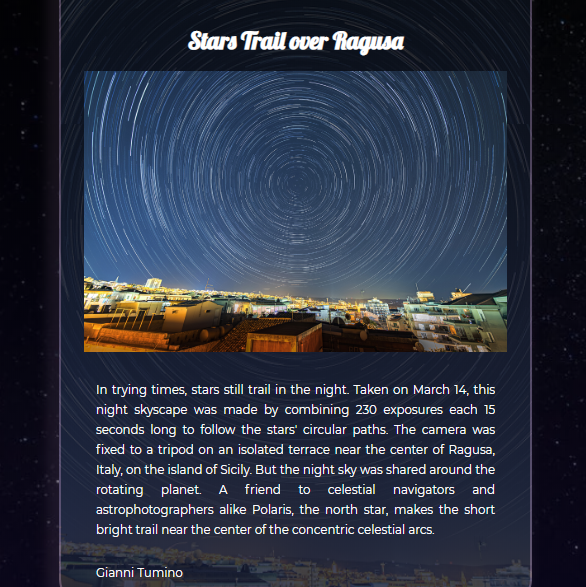 Stars Trail over Ragusa
In trying times, stars still trail in the night. Taken on March 14, this
night skyscape was made by combining 230 exposures each 15
seconds long to follow the stars' circular paths. The camera was
fixed to a tripod on an isolated terrace near the center of Ragusa,
Italy, on the island of Sicily. But the night sky was shared around the
rotating planet. A friend to celestial navigators and
astrophotographers alike Polaris, the north star, makes the short
bright trail near the center of the concentric celestial arcs.
Gianni Tumino